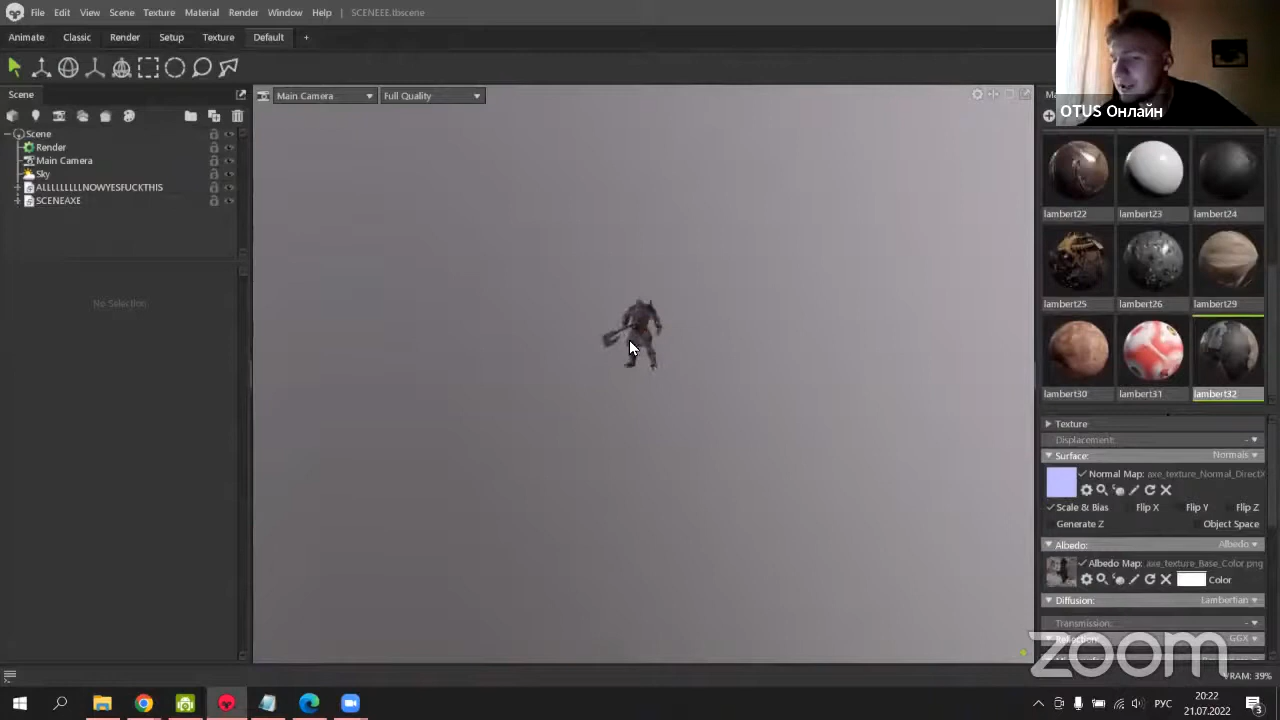 File Edit View Scene Texture Material Render Window Help SCENEEE.tbscene
Animate Classic Render Setup Texture Default +
OTUS Онлайн
Scene
Main Camera Full Quality
Scene
Render
Main Camera
Sky
ALLLLLLLLLNOWYESFUCKTHIS
SCENEAXE
No Selection
lambert22 lambert23 lambert24
lambert25 lambert26 lambert29
lambert30 lambert31 lambert32
Texture
Displacement:
Surface: Normals
Normal Map: axe_texture_Normal_DirectX
Scale & Bias Flip X Flip Y Flip Z
Generate Z Object Space
Albedo: Albedo
Albedo Map: axe_texture_Base_Color.png
Color
Diffusion: Lambertian
Transmission:
Reflection: GGX
zoom
VRAM: 39%
РУС
20:22
21.07.2022
3